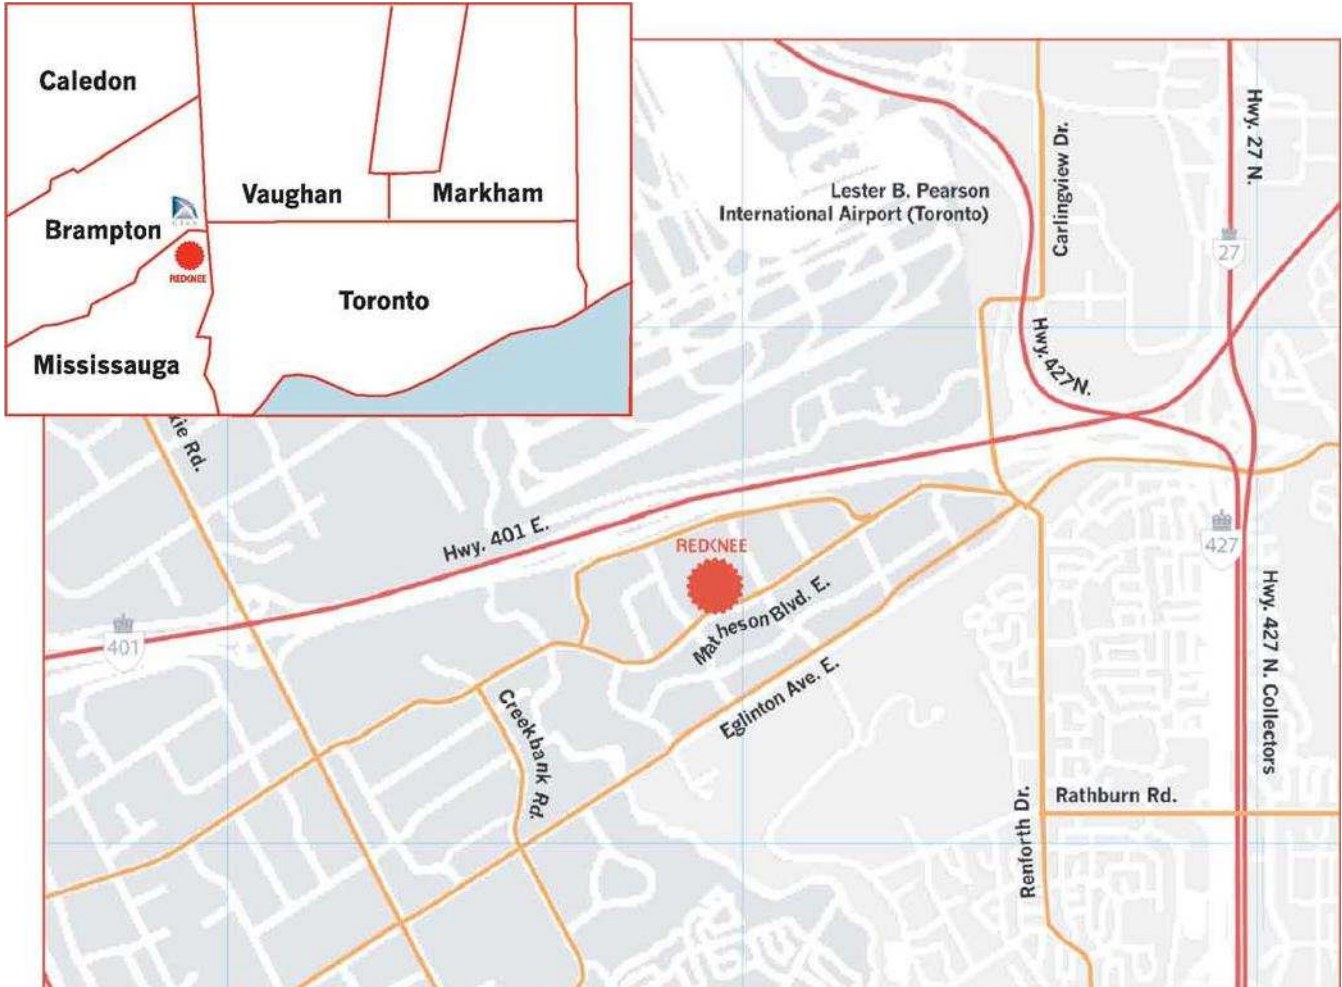 Caledon
Vaughan
Markham
Brampton
REDKNEE
Toronto
Mississauga
Lester B. Pearson
International Airport (Toronto)
Carlingview Dr.
Hwy. 27 N.
27
Hwy. 427N.
xie Rd.
Hwy. 401 E.
401
REDKNEE
Matheson Blvd. E.
Eglinton Ave. E.
Creekbank Rd.
427
Hwy. 427 N. Collectors
Renforth Dr.
Rathburn Rd.